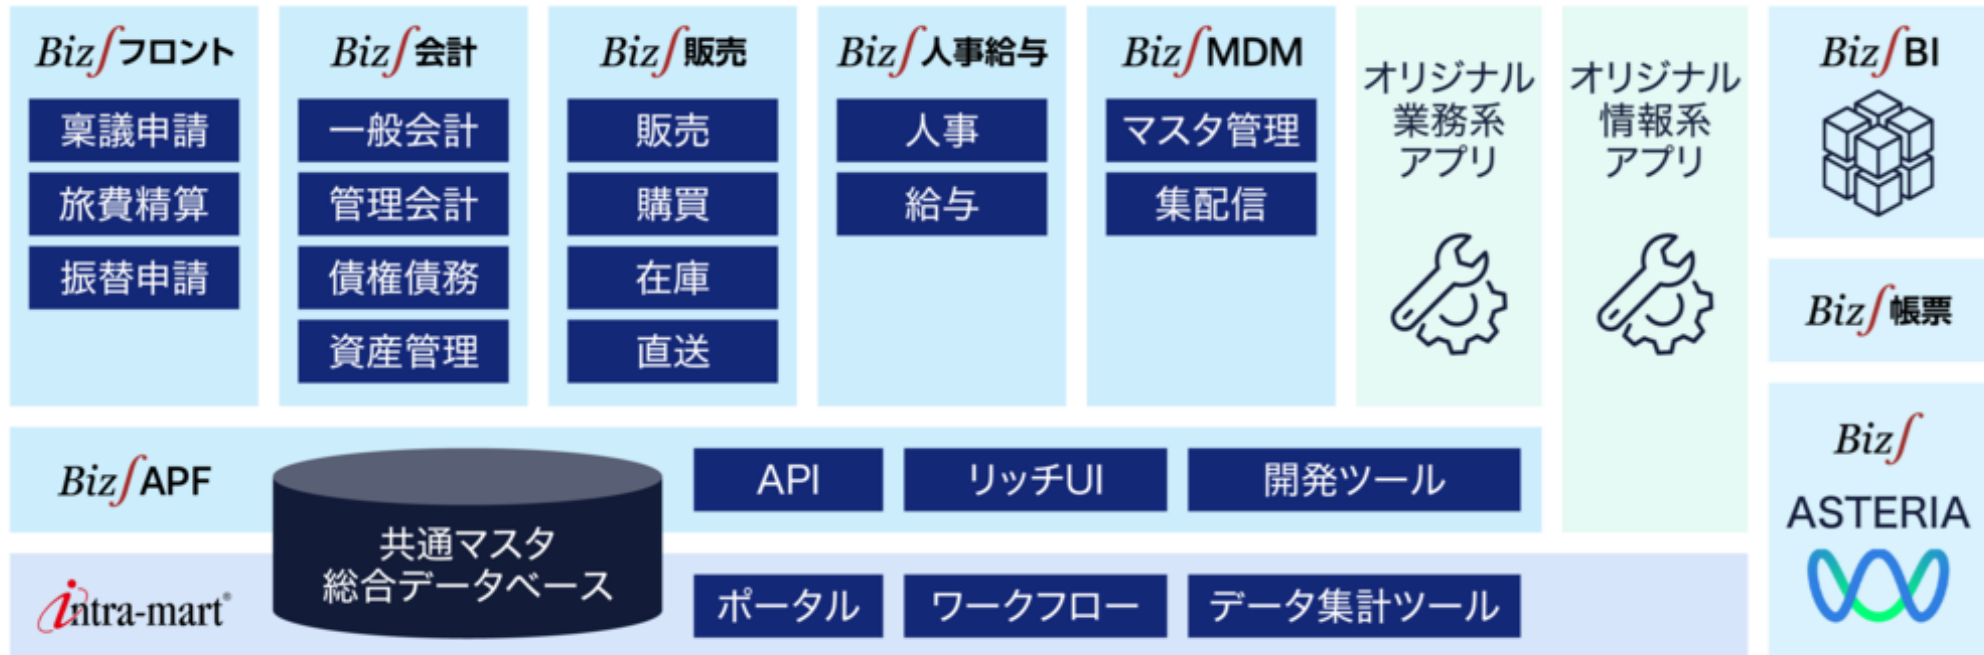 Biz∫フロント
稟議申請
旅費精算
振替申請
Biz∫会計
一般会計
管理会計
債権債務
資産管理
Biz∫販売
販売
購買
在庫
直送
Biz∫人事給与
人事
給与
Biz∫MDM
マスタ管理
集配信
オリジナル
業務系
アプリ
オリジナル
情報系
アプリ
Biz∫BI
Biz∫帳票
Biz∫
ASTERIA
Biz∫APF
共通マスタ
総合データベース
API
リッチUI
開発ツール
intra-mart®
ポータル
ワークフロー
データ集計ツール